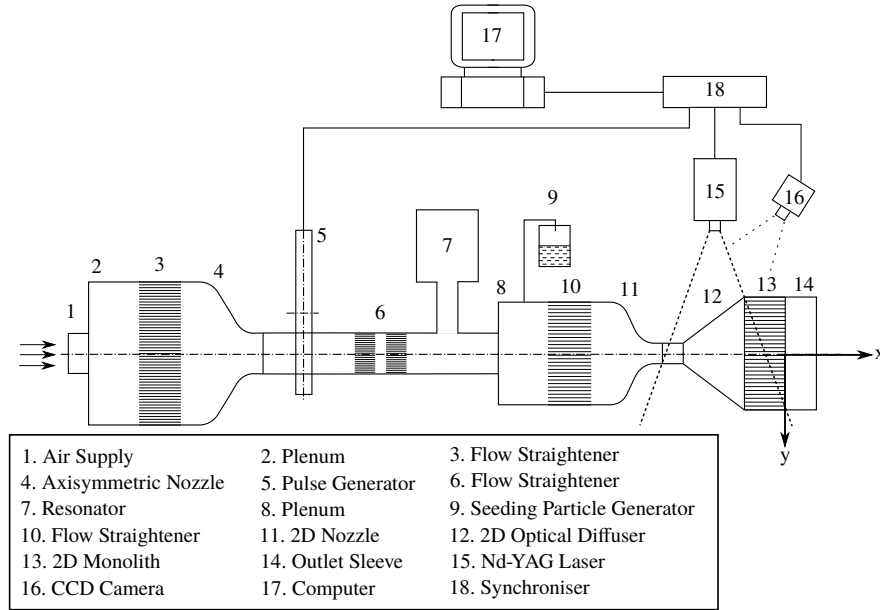 17
18
15
16
9
5
7
2
3
4
8
10
11
12
13
14
1
6
x
y
1. Air Supply 2. Plenum 3. Flow Straightener
4. Axisymmetric Nozzle 5. Pulse Generator 6. Flow Straightener
7. Resonator 8. Plenum 9. Seeding Particle Generator
10. Flow Straightener 11. 2D Nozzle 12. 2D Optical Diffuser
13. 2D Monolith 14. Outlet Sleeve 15. Nd-YAG Laser
16. CCD Camera 17. Computer 18. Synchroniser